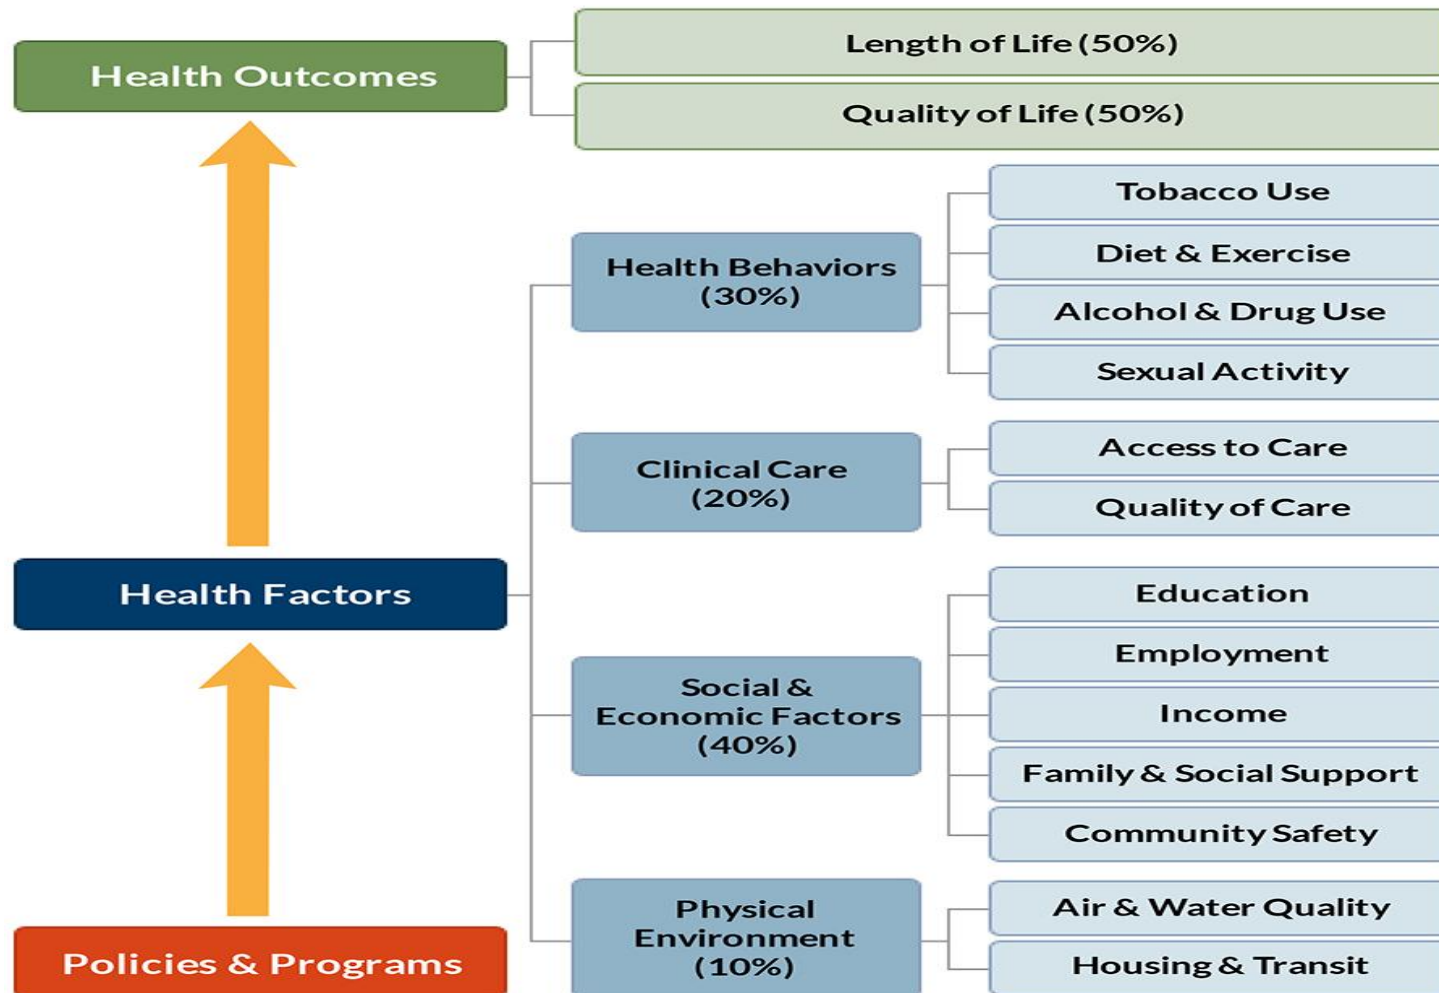 Health Outcomes
Length of Life (50%)
Quality of Life (50%)
Health Factors
Health Behaviors
(30%)
Tobacco Use
Diet & Exercise
Alcohol & Drug Use
Sexual Activity
Clinical Care
(20%)
Access to Care
Quality of Care
Social &
Economic Factors
(40%)
Education
Employment
Income
Family & Social Support
Community Safety
Physical
Environment
(10%)
Air & Water Quality
Housing & Transit
Policies & Programs